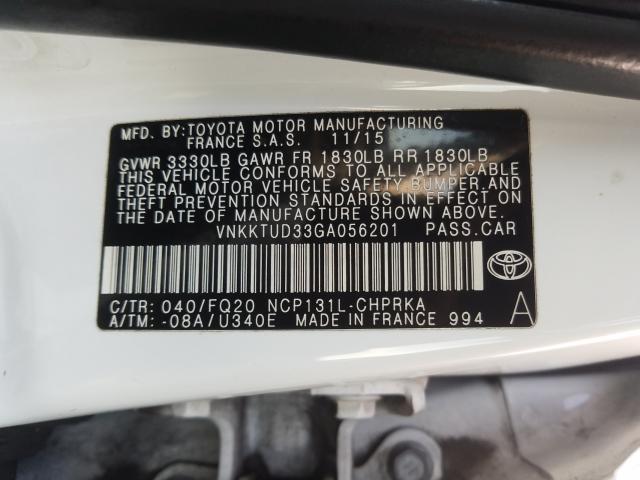 MFD. BY: TOYOTA MOTOR MANUFACTURING
FRANCE S.A.S. 11/15
GVWR 3330LB GAWR FR 1830LB RR 1830LB
THIS VEHICLE CONFORMS TO ALL APPLICABLE
FEDERAL MOTOR VEHICLE SAFETY, BUMPER, AND
THEFT PREVENTION STANDARDS IN EFFECT ON
THE DATE OF MANUFACTURE SHOWN ABOVE.
VNKKTUD33GA056201 PASS.CAR
C/TR: 040/FQ20 NCP131L-CHPRKA
A/TM: -08A/U340E MADE IN FRANCE 994 A